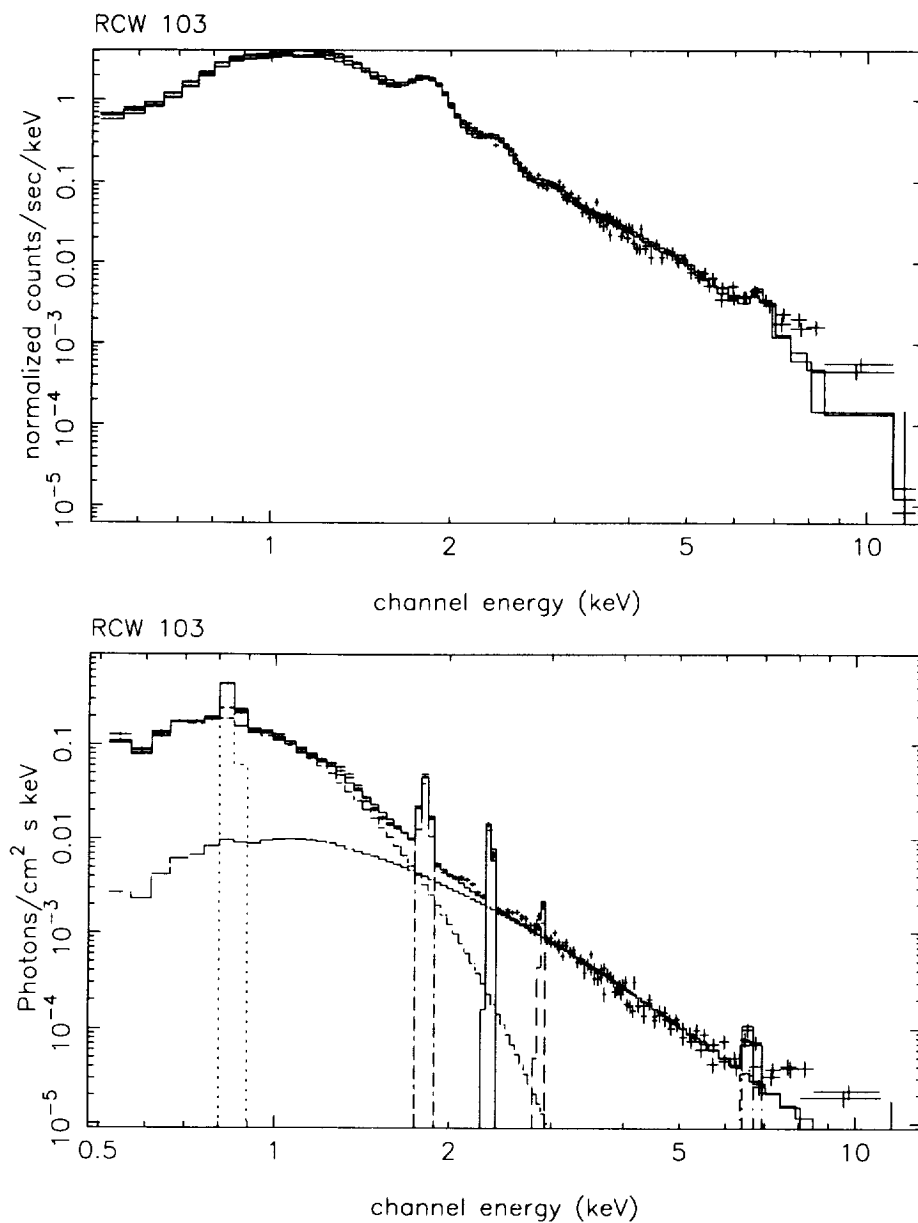 RCW 103
1
0.1
0.01
10⁻³
10⁻⁴
10⁻⁵
normalized counts/sec/keV
1 2 5 10
channel energy (keV)
RCW 103
0.1
0.01
10⁻³
10⁻⁴
10⁻⁵
Photons/cm² s keV
0.5 1 2 5 10
channel energy (keV)